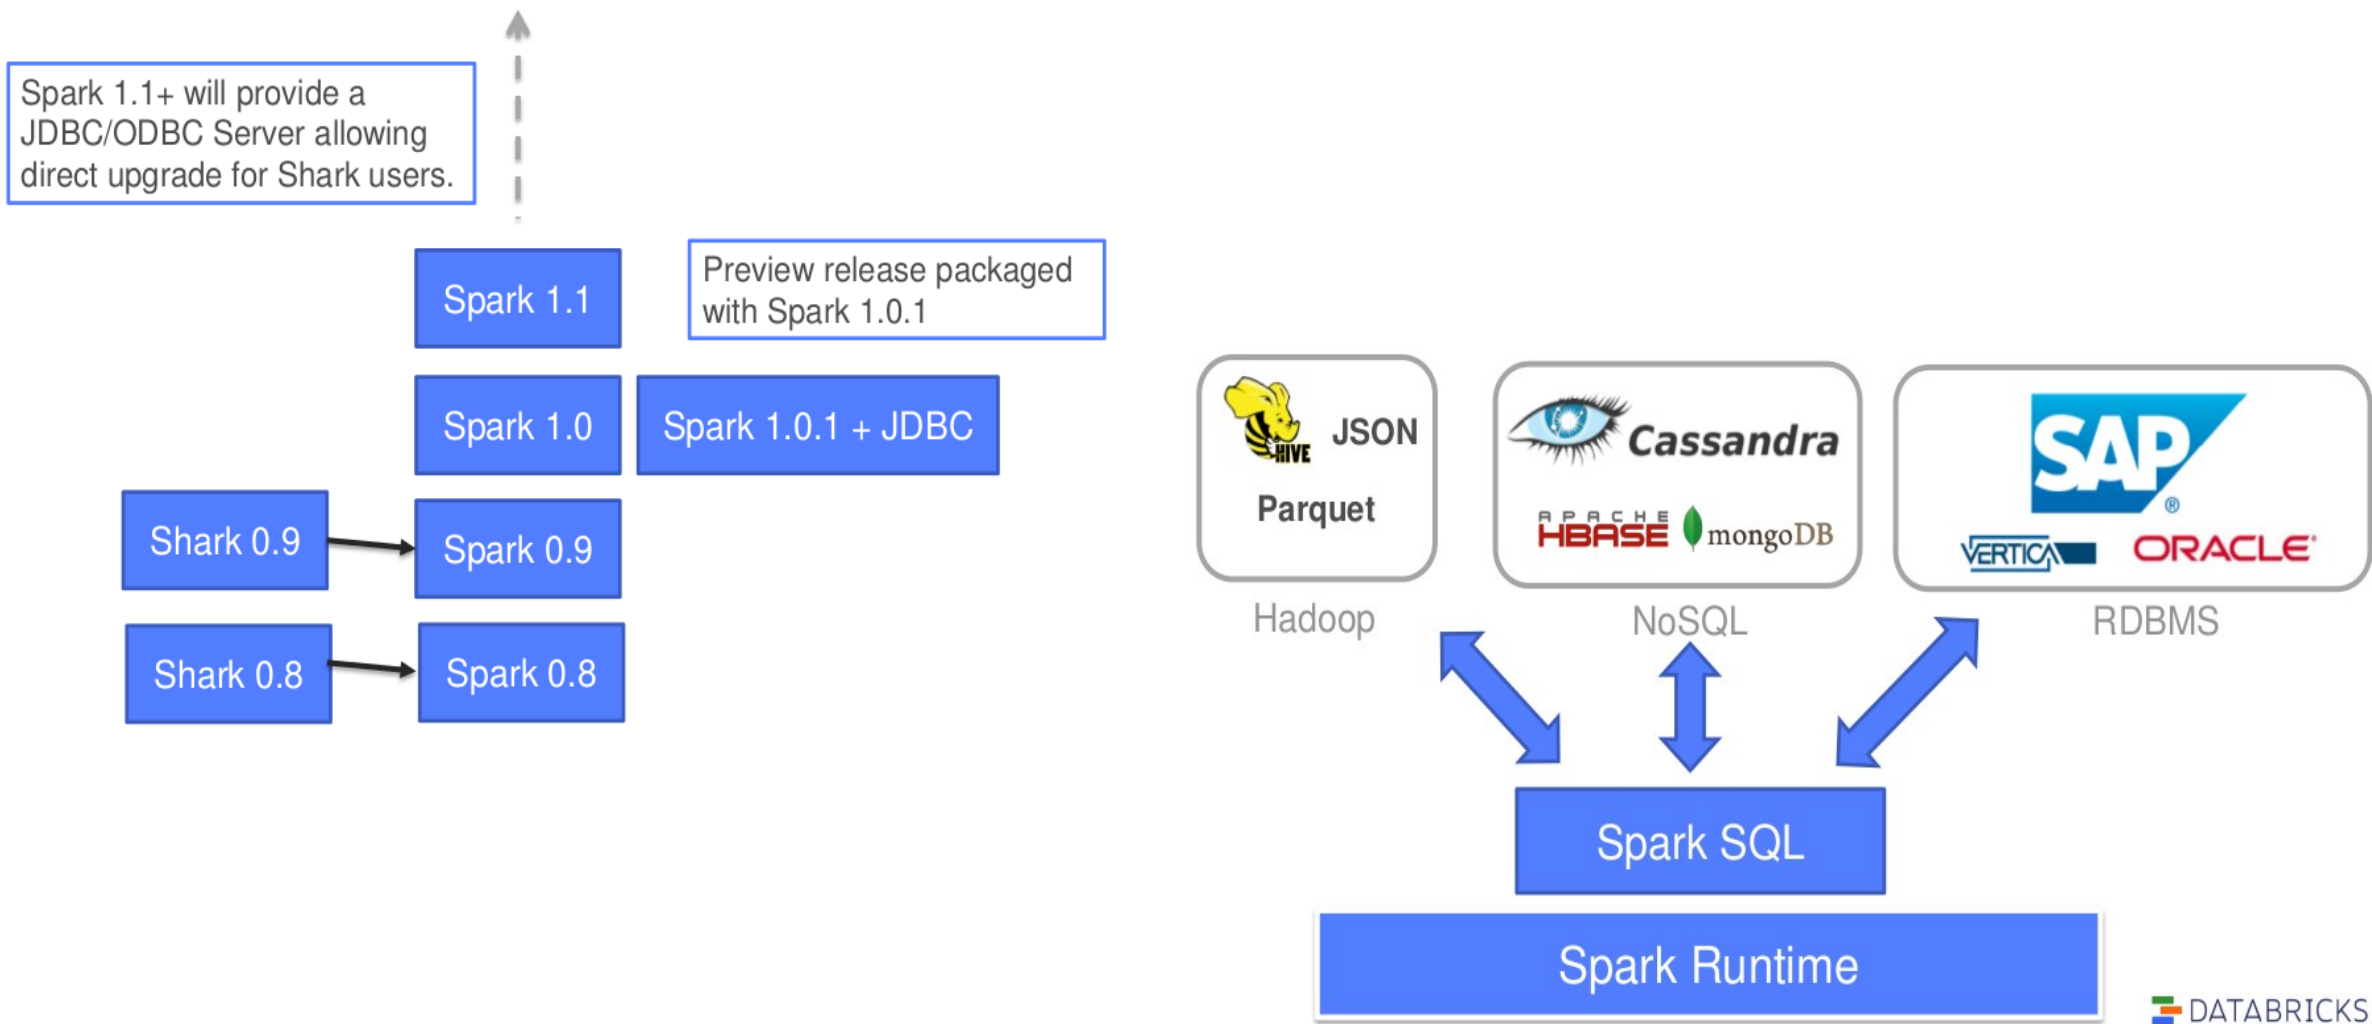 Spark 1.1+ will provide a
JDBC/ODBC Server allowing
direct upgrade for Shark users.
Spark 1.1
Preview release packaged
with Spark 1.0.1
Spark 1.0
Spark 1.0.1 + JDBC
Shark 0.9
Spark 0.9
Shark 0.8
Spark 0.8
HIVE
JSON
Parquet
Hadoop
Cassandra
APACHE
HBASE
mongoDB
NoSQL
SAP
®
VERTICA
ORACLE
RDBMS
Spark SQL
Spark Runtime
DATABRICKS